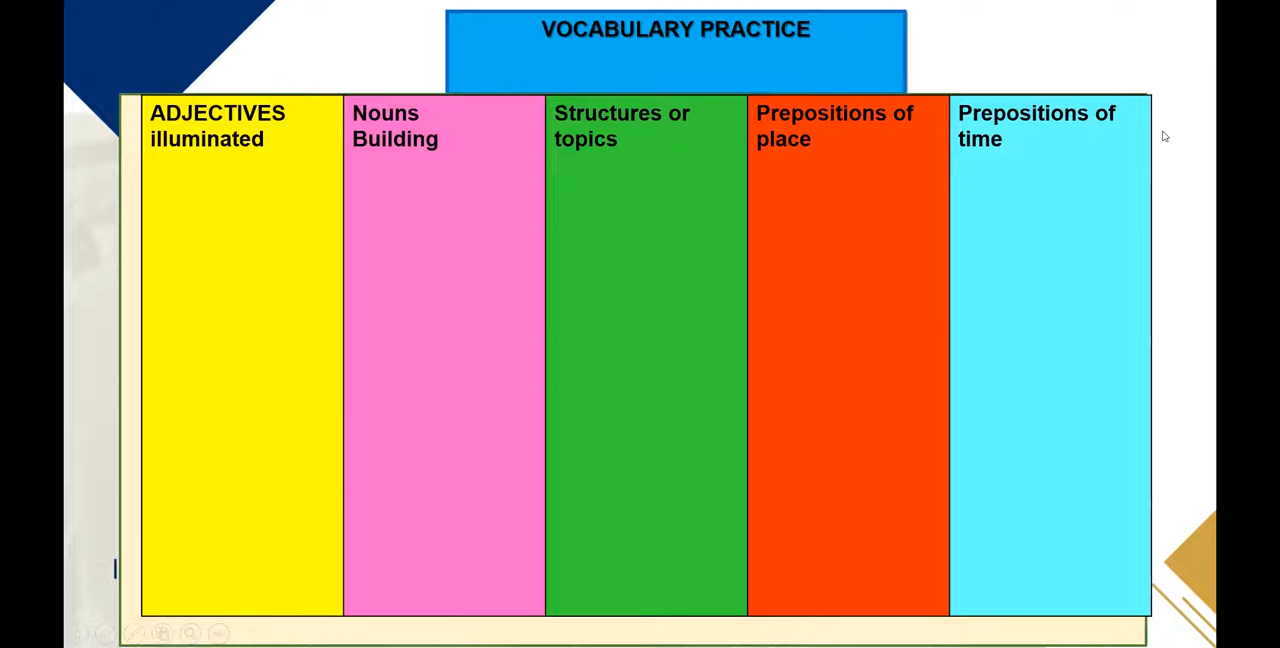 VOCABULARY PRACTICE
ADJECTIVES
illuminated
Nouns
Building
Structures or
topics
Prepositions of
place
Prepositions of
time